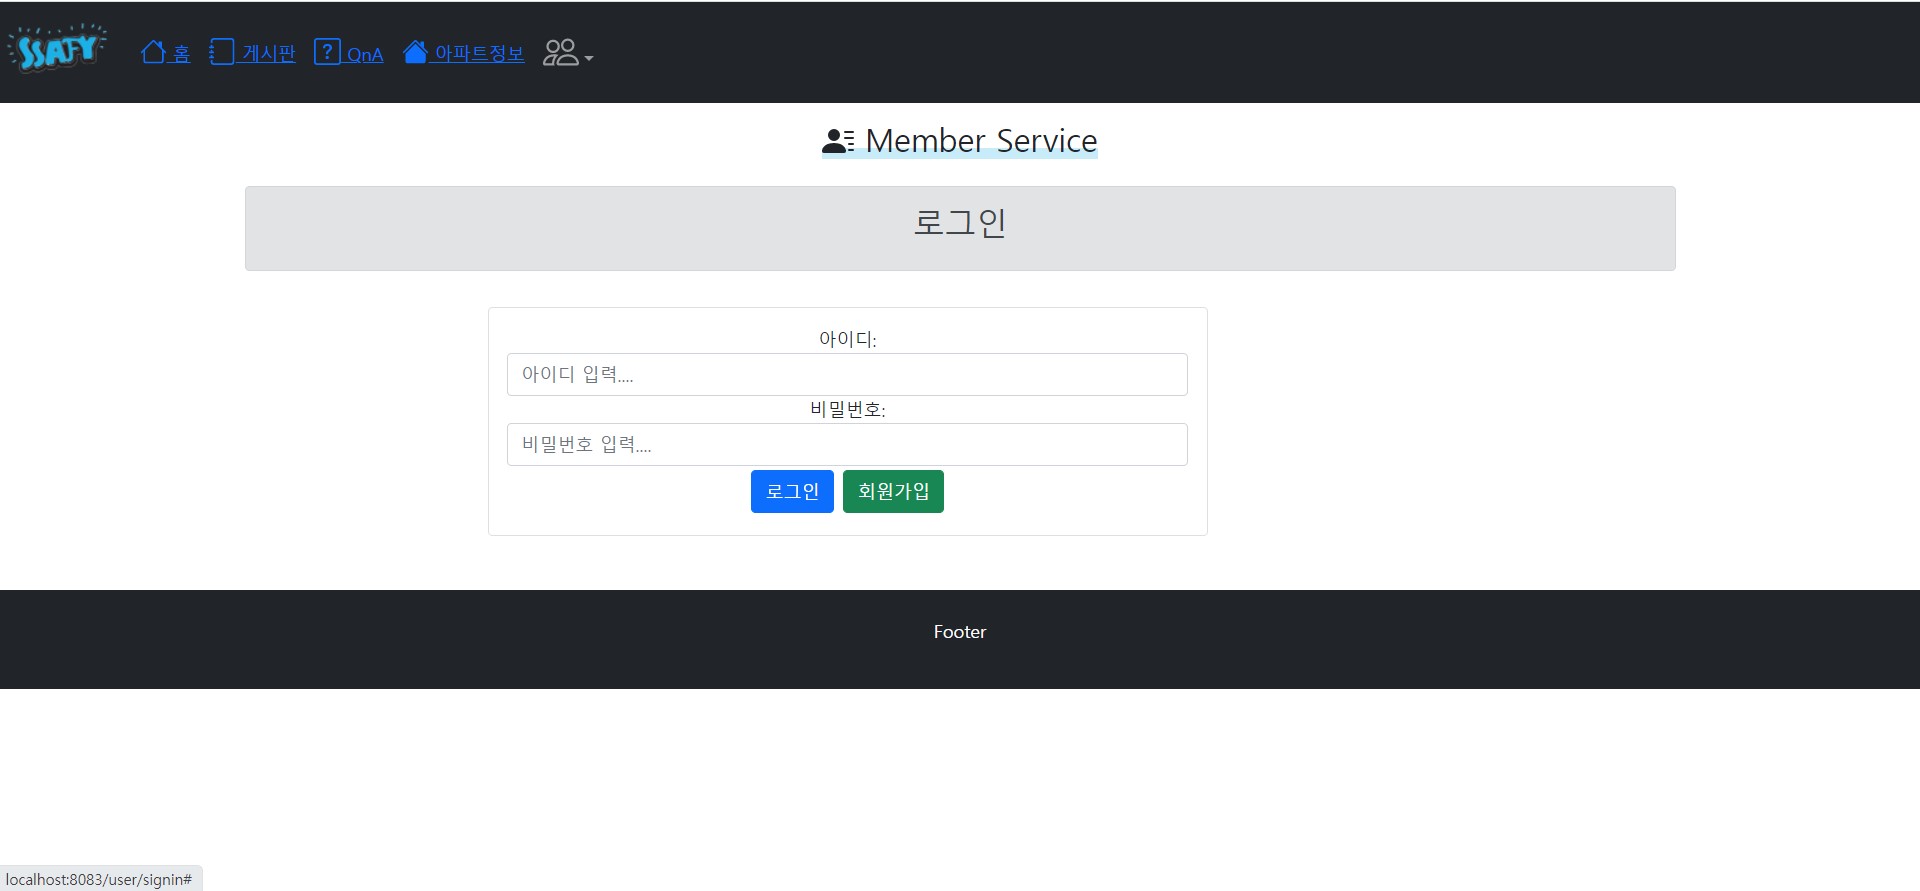 SSAFY 홈 게시판 QnA 아파트정보
Member Service
로그인
아이디:
아이디 입력....
비밀번호:
비밀번호 입력....
로그인 회원가입
Footer
localhost:8083/user/signin#